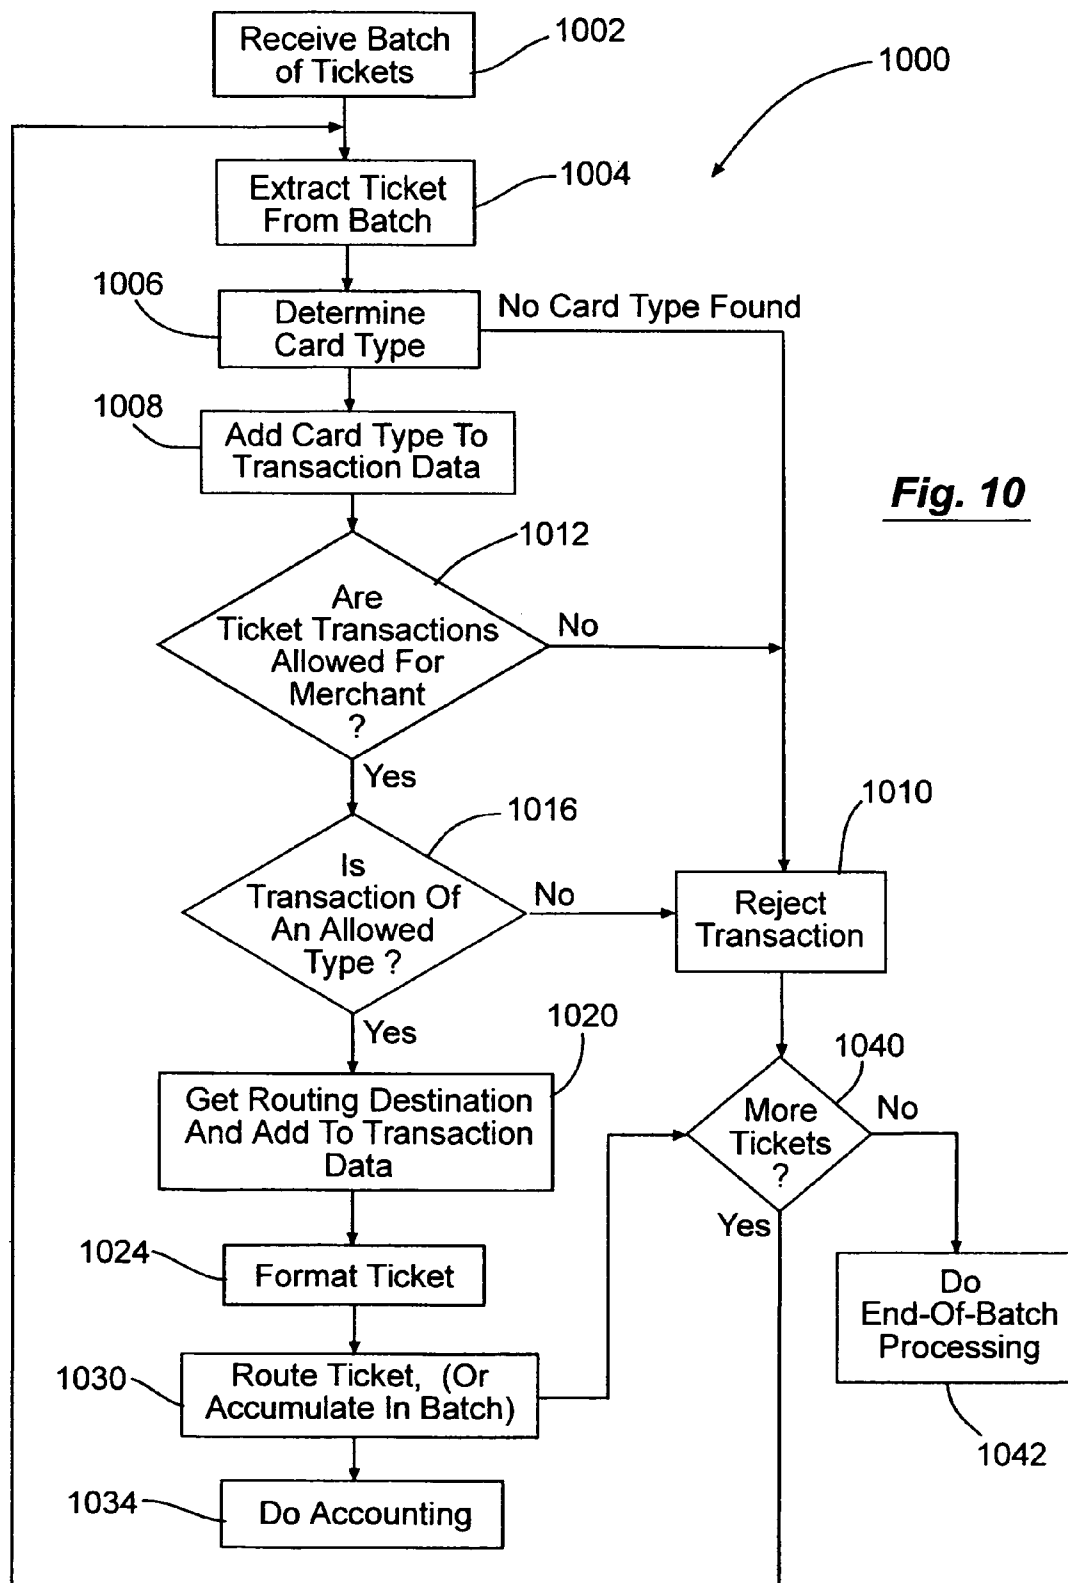 Receive Batch
of Tickets
1002
1000
Extract Ticket
From Batch
1004
1006
Determine
Card Type
No Card Type Found
1008
Add Card Type To
Transaction Data
Fig. 10
1012
Are
Ticket Transactions
Allowed For
Merchant
?
No
Yes
1016
Is
Transaction Of
An Allowed
Type ?
No
Yes
1010
Reject
Transaction
1020
Get Routing Destination
And Add To Transaction
Data
1040
More
Tickets
?
No
Yes
1024
Format Ticket
Do
End-Of-Batch
Processing
1042
1030
Route Ticket, (Or
Accumulate In Batch)
1034
Do Accounting